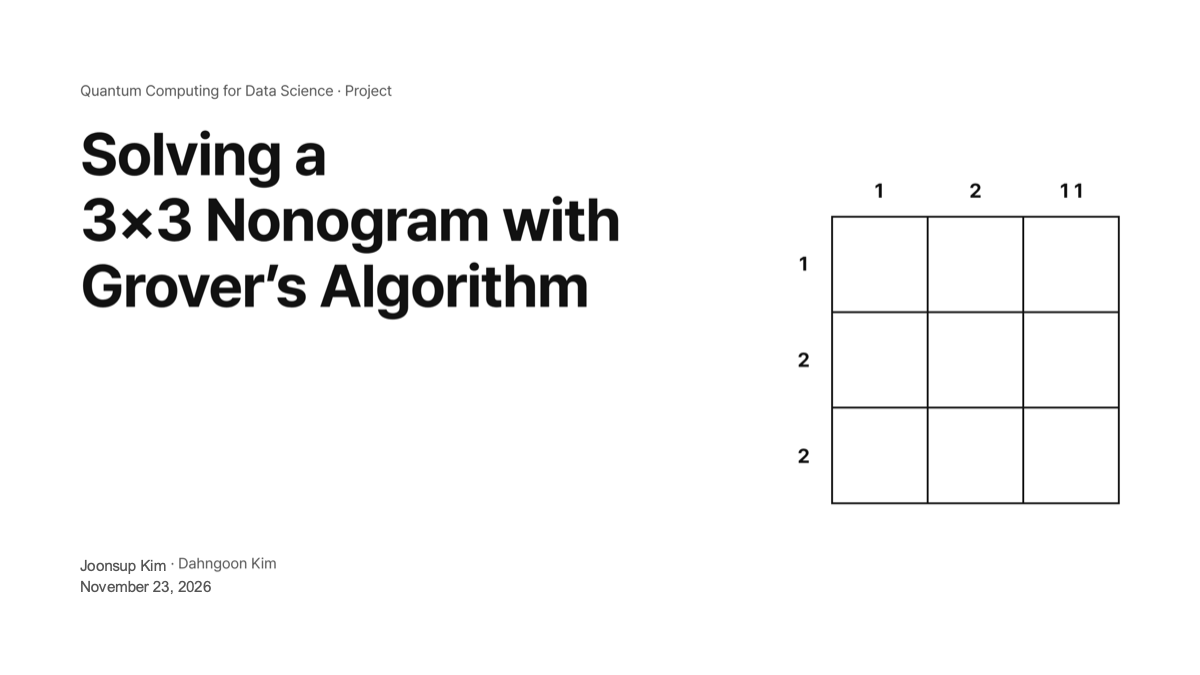 Quantum Computing for Data Science · Project
Solving a
3×3 Nonogram with
Grover’s Algorithm
1 2 1 1
1
2
2
Joonsup Kim · Dahngoon Kim
November 23, 2026